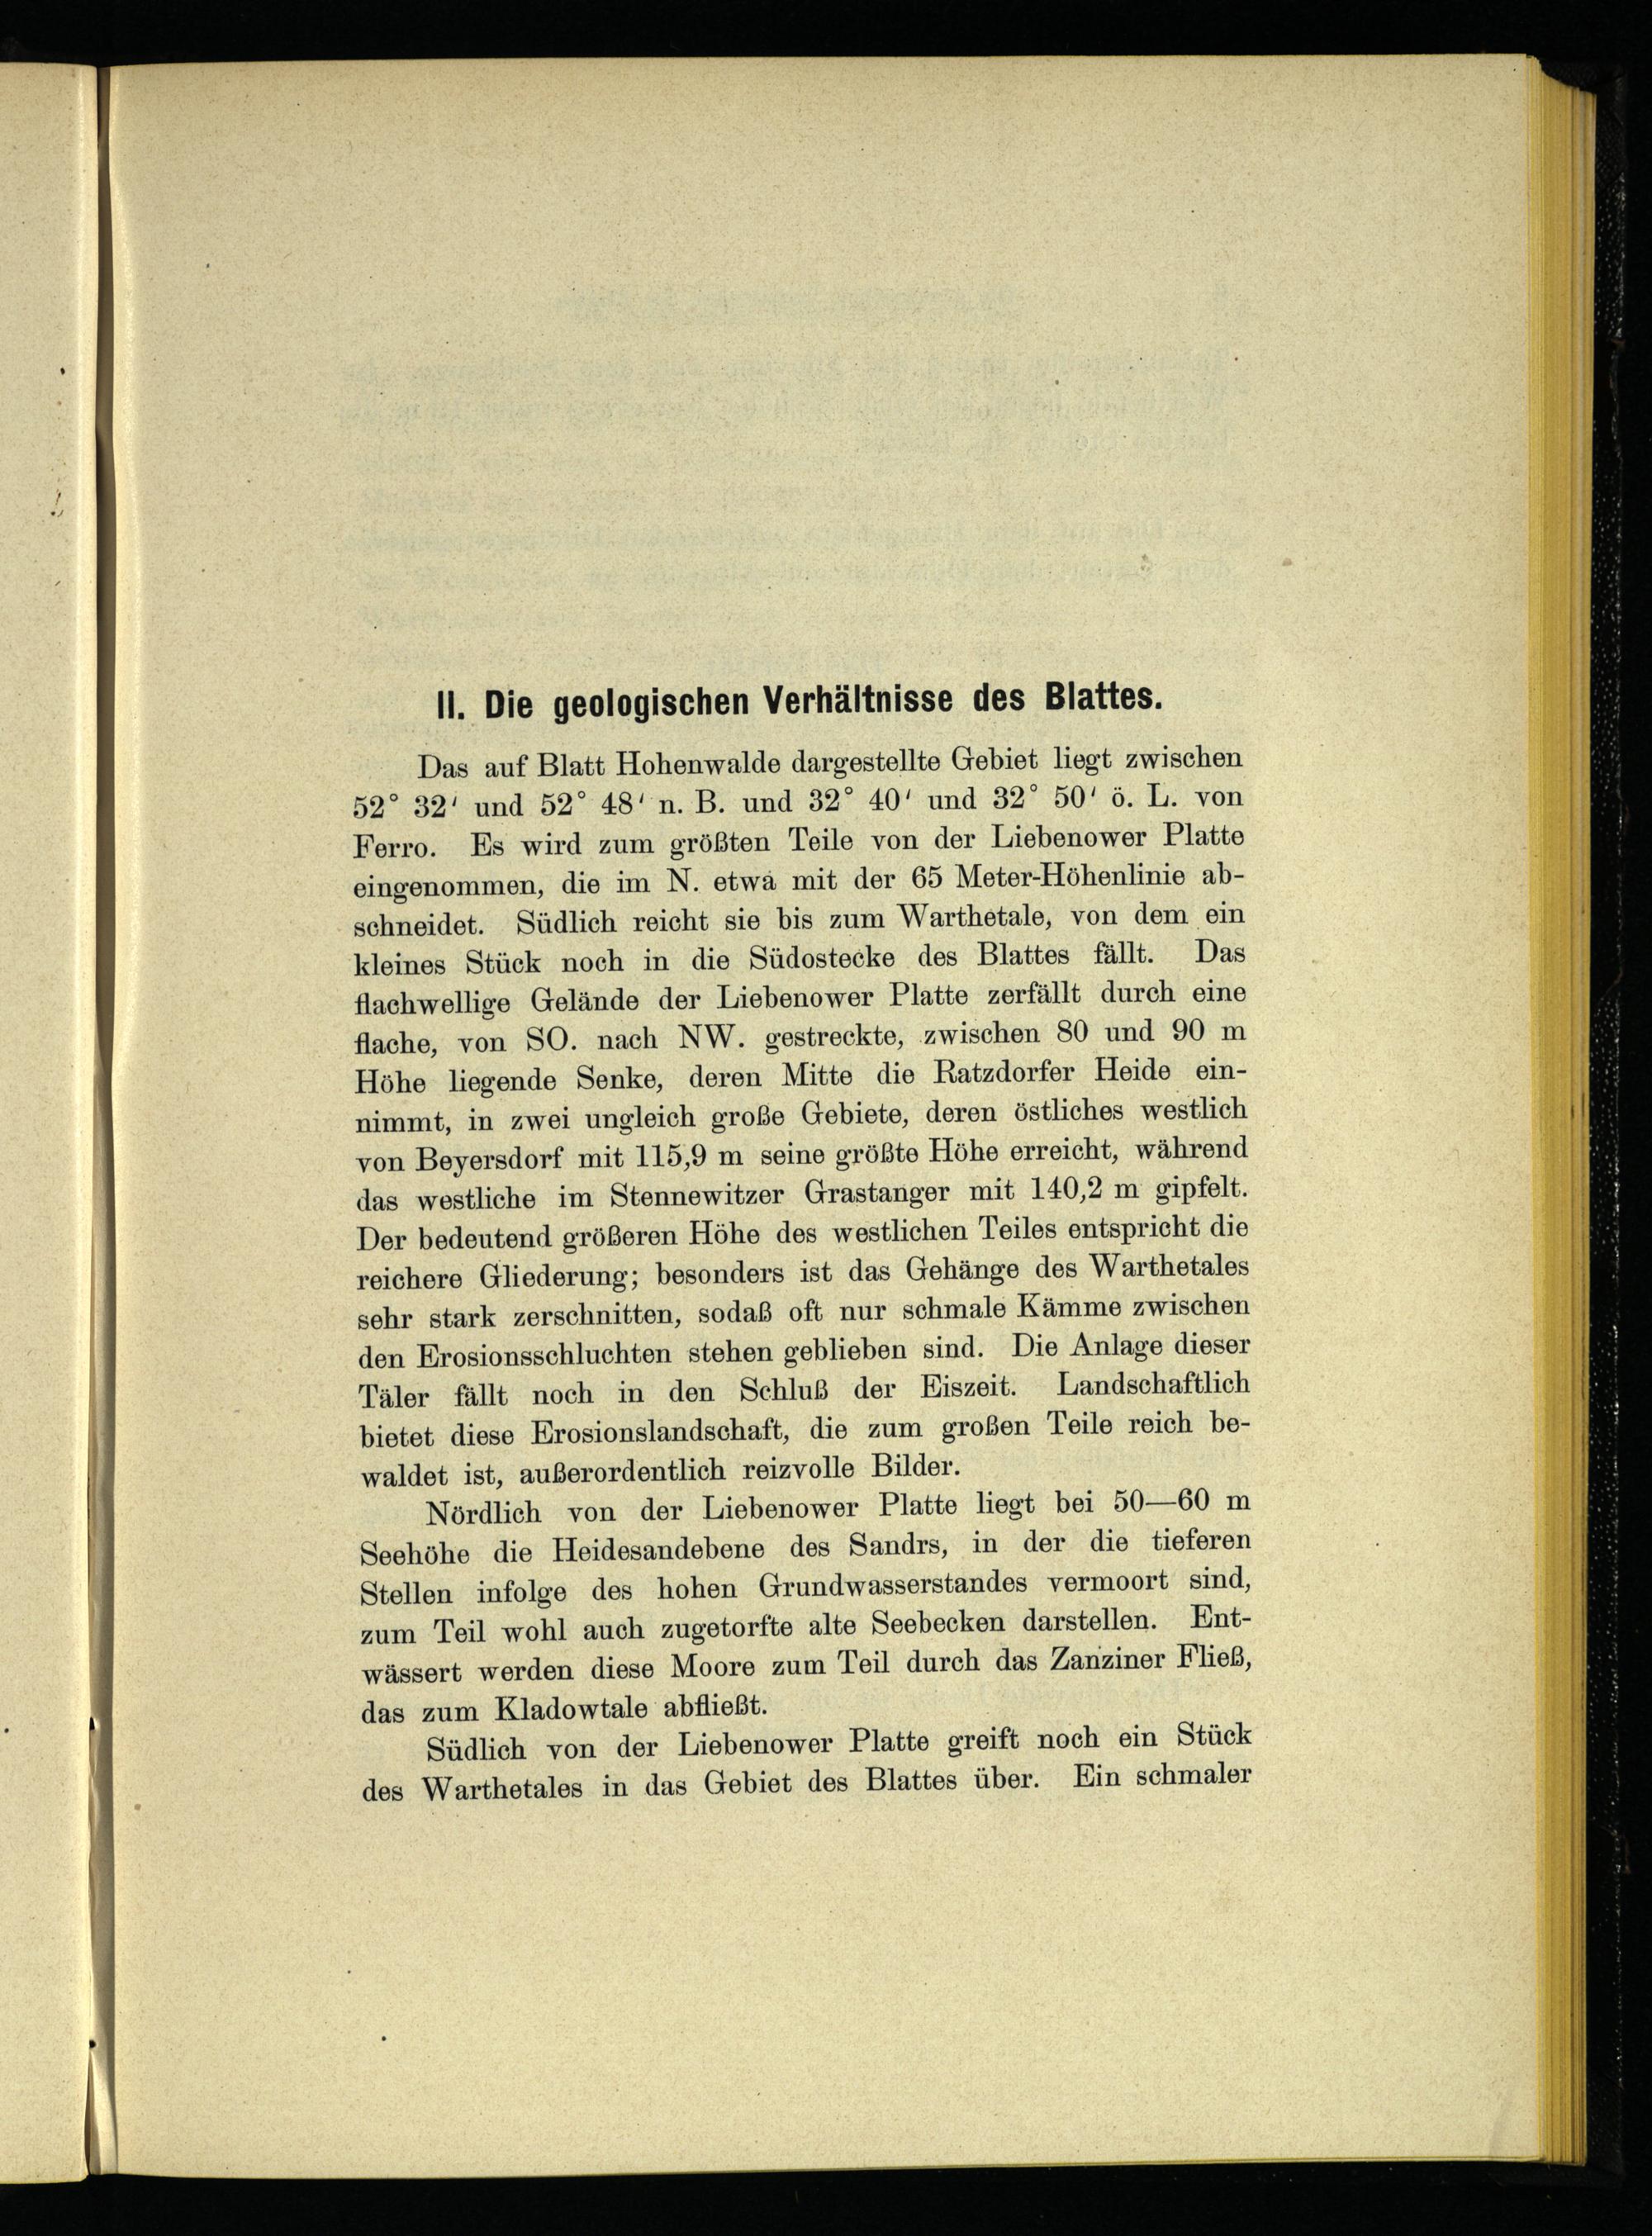 II. Die geologischen Verhältnisse des Blattes.
Das auf Blatt Hohenwalde dargestellte Gebiet liegt zwischen
52° 32′ und 52° 48′ n. B. und 32° 40′ und 32° 50′ ö. L. von
Ferro. Es wird zum größten Teile von der Liebenower Platte
eingenommen, die im N. etwa mit der 65 Meter-Höhenlinie ab-
schneidet. Südlich reicht sie bis zum Warthetale, von dem ein
kleines Stück noch in die Südostecke des Blattes fällt. Das
flachwellige Gelände der Liebenower Platte zerfällt durch eine
flache, von SO. nach NW. gestreckte, zwischen 80 und 90 m
Höhe liegende Senke, deren Mitte die Ratzdorfer Heide ein-
nimmt, in zwei ungleich große Gebiete, deren östliches westlich
von Beyersdorf mit 115,9 m seine größte Höhe erreicht, während
das westliche im Stennewitzer Grastanger mit 140,2 m gipfelt.
Der bedeutend größeren Höhe des westlichen Teiles entspricht die
reichere Gliederung; besonders ist das Gehänge des Warthetales
sehr stark zerschnitten, sodaß oft nur schmale Kämme zwischen
den Erosionsschluchten stehen geblieben sind. Die Anlage dieser
Täler fällt noch in den Schluß der Eiszeit. Landschaftlich
bietet diese Erosionslandschaft, die zum großen Teile reich be-
waldet ist, außerordentlich reizvolle Bilder.
Nördlich von der Liebenower Platte liegt bei 50—60 m
Seehöhe die Heidesandebene des Sandrs, in der die tieferen
Stellen infolge des hohen Grundwasserstandes vermoort sind,
zum Teil wohl auch zugetorfte alte Seebecken darstellen. Ent-
wässert werden diese Moore zum Teil durch das Zanziner Fließ,
das zum Kladowtale abfließt.
Südlich von der Liebenower Platte greift noch ein Stück
des Warthetales in das Gebiet des Blattes über. Ein schmaler